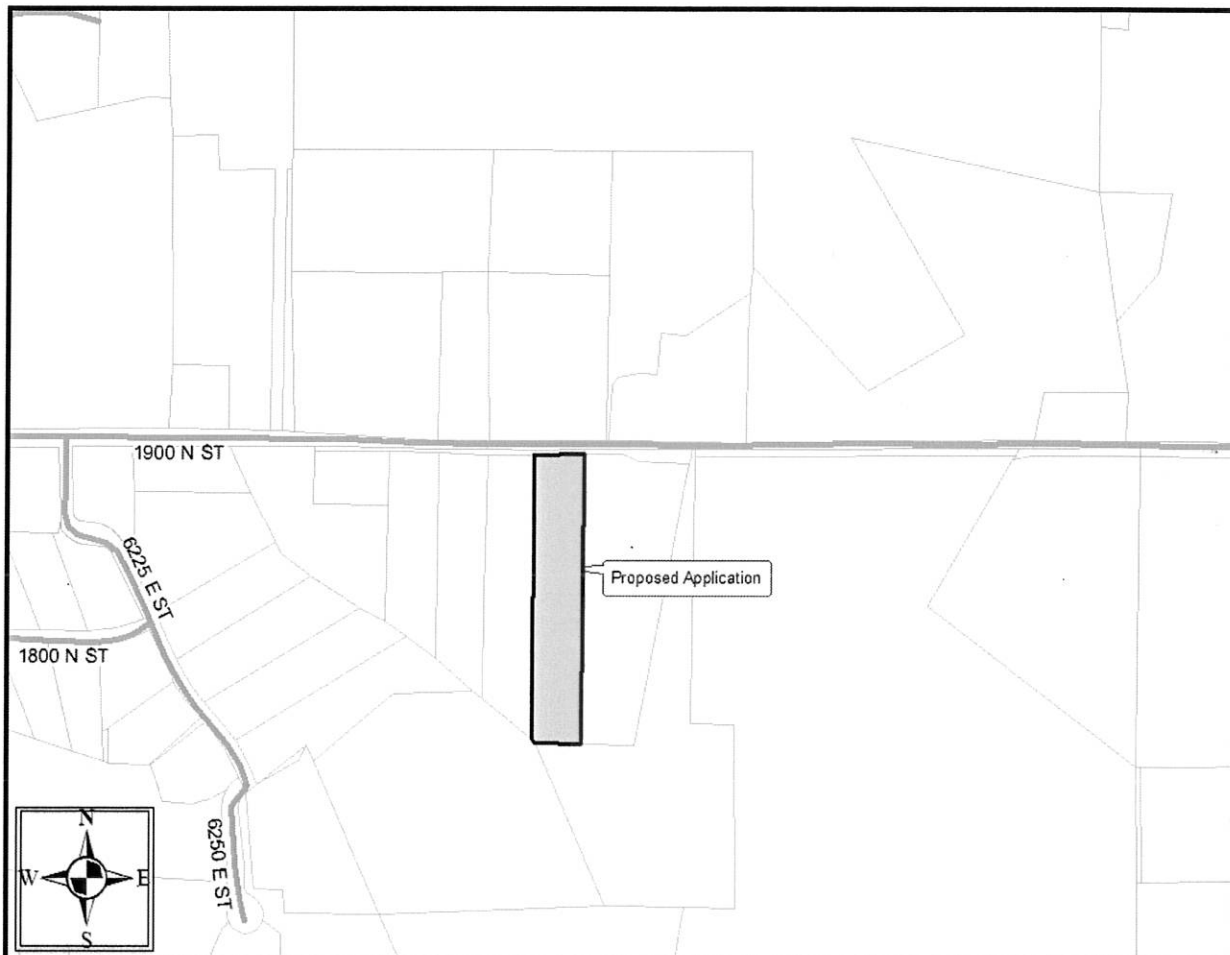 1900 N ST
6225 E ST
Proposed Application
1800 N ST
6250 E ST
N
W E
S